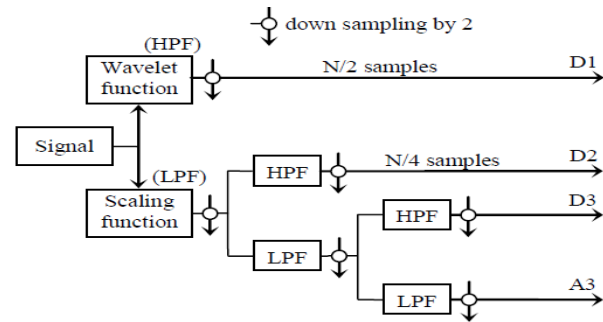 down sampling by 2
(HPF)
Wavelet
function
N/2 samples
D1
Signal
(LPF)
Scaling
function
HPF
N/4 samples
D2
HPF
D3
LPF
LPF
A3